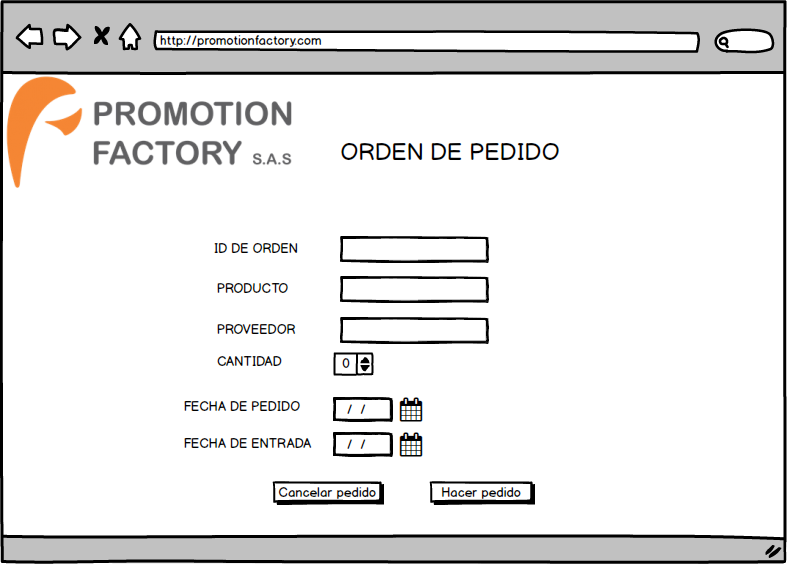 http://promotionfactory.com
PROMOTION
FACTORY S.A.S
ORDEN DE PEDIDO
ID DE ORDEN
PRODUCTO
PROVEEDOR
CANTIDAD 0
FECHA DE PEDIDO / /
FECHA DE ENTRADA / /
Cancelar pedido Hacer pedido